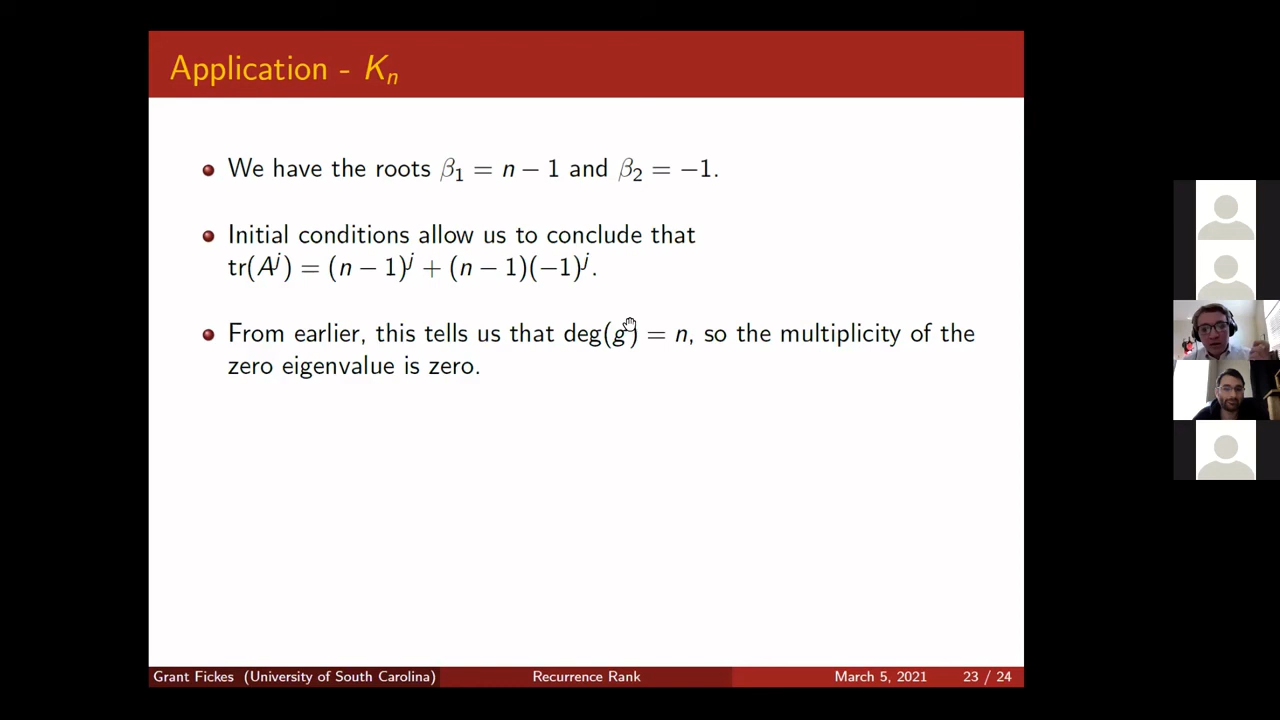 Application - Kₙ
We have the roots β₁ = n − 1 and β₂ = −1.
Initial conditions allow us to conclude that
tr(Aʲ) = (n − 1)ʲ + (n − 1)(−1)ʲ.
From earlier, this tells us that deg(g) = n, so the multiplicity of the
zero eigenvalue is zero.
Grant Fickes (University of South Carolina) Recurrence Rank March 5, 2021 23 / 24